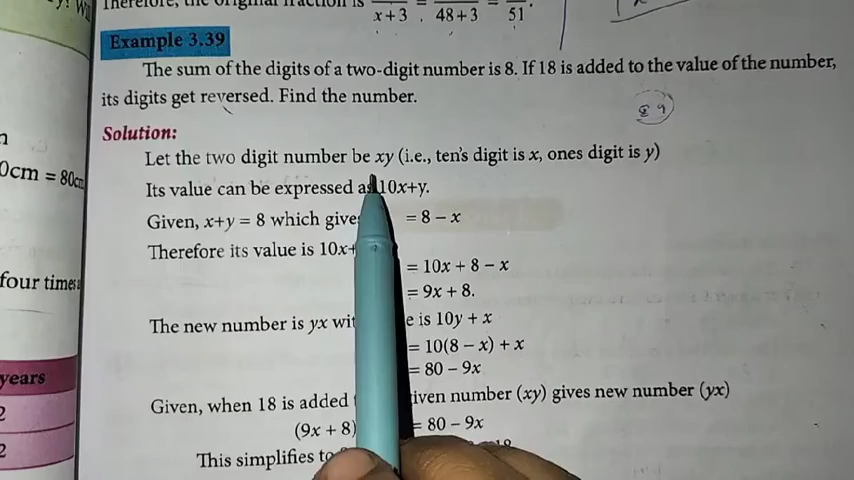 Therefore, the original fraction is x+3 = 48+3 = 51.
Example 3.39
The sum of the digits of a two-digit number is 8. If 18 is added to the value of the number,
its digits get reversed. Find the number.
Solution:
Let the two digit number be xy (i.e., ten's digit is x, ones digit is y)
0cm = 80cm
Its value can be expressed as 10x+y.
Given, x+y = 8 which give = 8 − x
Therefore its value is 10x+
= 10x + 8 − x
four times
= 9x + 8.
The new number is yx wit e is 10y + x
= 10(8 − x) + x
= 80 − 9x
years
Given, when 18 is added iven number (xy) gives new number (yx)
2
(9x + 8) = 80 − 9x
This simplifies to
2